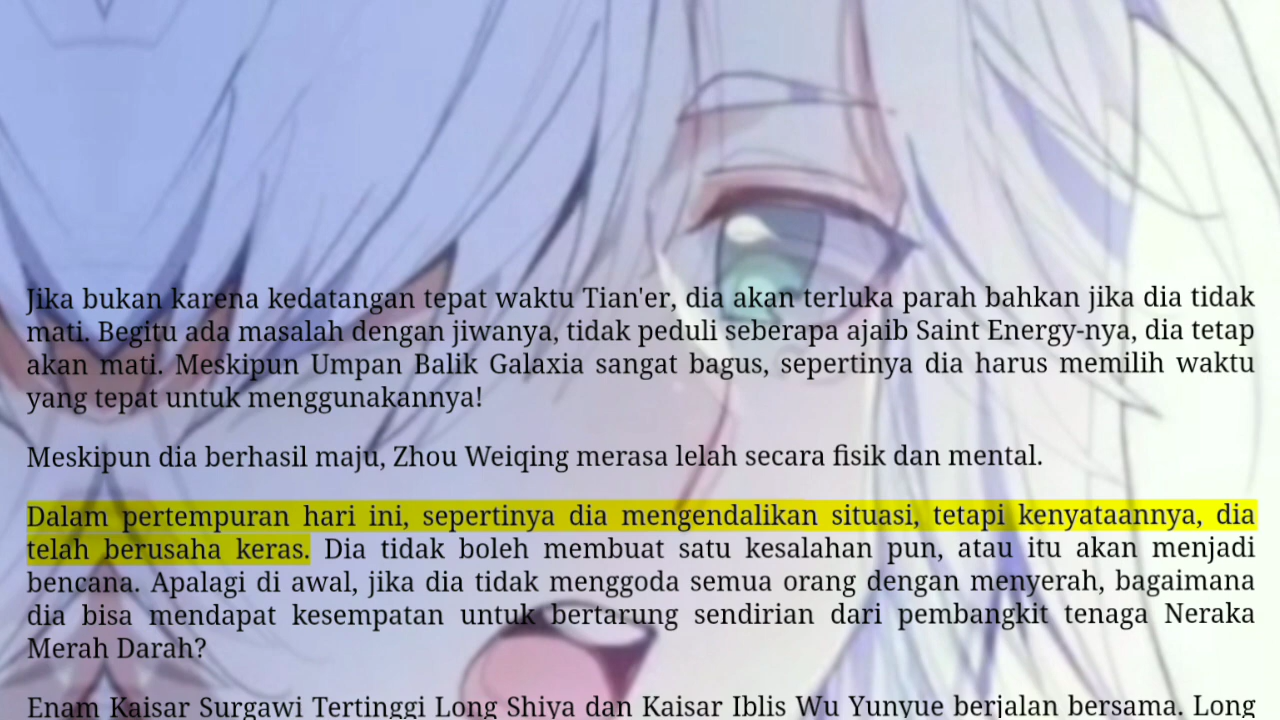 Jika bukan karena kedatangan tepat waktu Tian'er, dia akan terluka parah bahkan jika dia tidak
mati. Begitu ada masalah dengan jiwanya, tidak peduli seberapa ajaib Saint Energy-nya, dia tetap
akan mati. Meskipun Umpan Balik Galaxia sangat bagus, sepertinya dia harus memilih waktu
yang tepat untuk menggunakannya!
Meskipun dia berhasil maju, Zhou Weiqing merasa lelah secara fisik dan mental.
Dalam pertempuran hari ini, sepertinya dia mengendalikan situasi, tetapi kenyataannya, dia
telah berusaha keras. Dia tidak boleh membuat satu kesalahan pun, atau itu akan menjadi
bencana. Apalagi di awal, jika dia tidak menggoda semua orang dengan menyerah, bagaimana
dia bisa mendapat kesempatan untuk bertarung sendirian dari pembangkit tenaga Neraka
Merah Darah?
Enam Kaisar Surgawi Tertinggi Long Shiya dan Kaisar Iblis Wu Yunyue berjalan bersama. Long